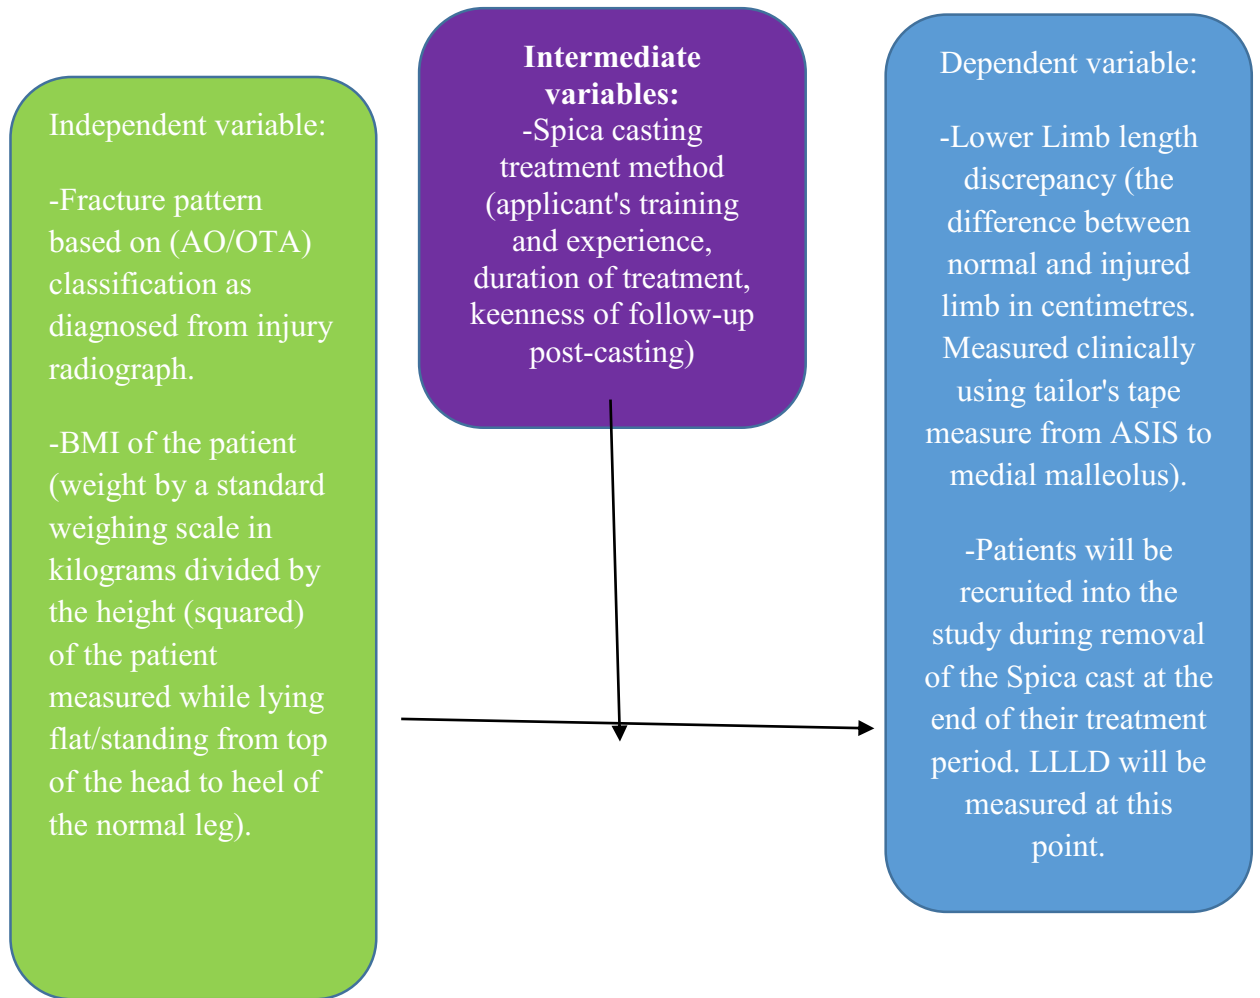 Independent variable:
-Fracture pattern
based on (AO/OTA)
classification as
diagnosed from injury
radiograph.
-BMI of the patient
(weight by a standard
weighing scale in
kilograms divided by
the height (squared)
of the patient
measured while lying
flat/standing from top
of the head to heel of
the normal leg).
Intermediate
variables:
-Spica casting
treatment method
(applicant's training
and experience,
duration of treatment,
keenness of follow-up
post-casting)
Dependent variable:
-Lower Limb length
discrepancy (the
difference between
normal and injured
limb in centimetres.
Measured clinically
using tailor's tape
measure from ASIS to
medial malleolus).
-Patients will be
recruited into the
study during removal
of the Spica cast at the
end of their treatment
period. LLLD will be
measured at this
point.